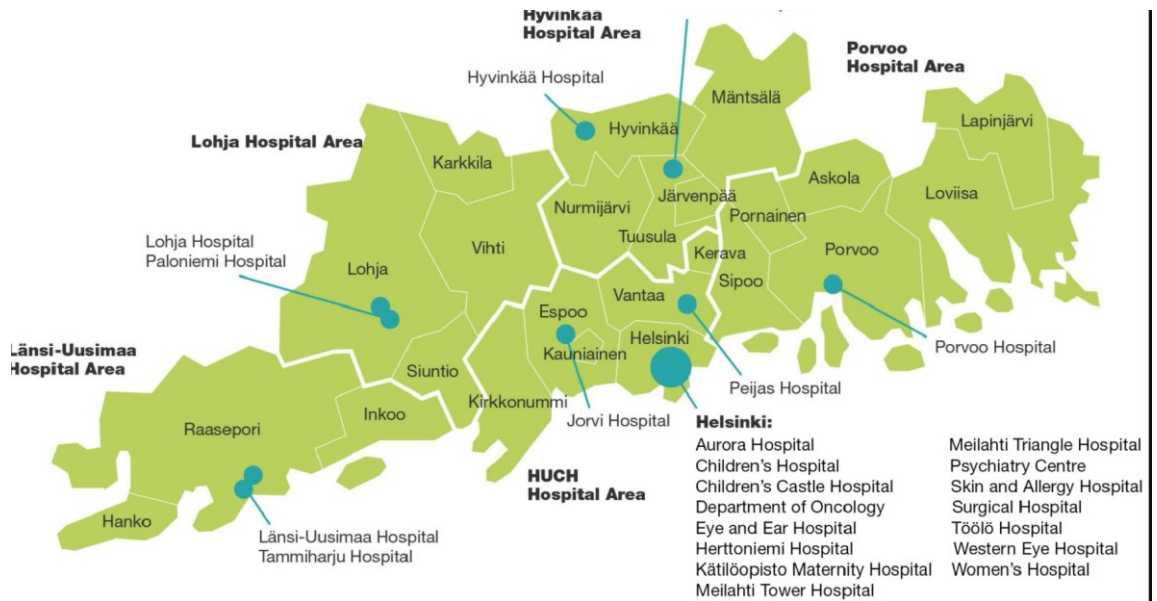 Hyvinkää
Hospital Area
Porvoo
Hospital Area
Hyvinkää Hospital
Mäntsälä
Lapinjärvi
Hyvinkää
Lohja Hospital Area
Karkkila
Askola
Loviisa
Järvenpää
Nurmijärvi
Pornainen
Tuusula
Lohja Hospital
Paloniemi Hospital
Vihti
Kerava
Porvoo
Lohja
Sipoo
Vantaa
Espoo
Helsinki
Länsi-Uusimaa
Hospital Area
Kauniainen
Porvoo Hospital
Siuntio
Peijas Hospital
Kirkkonummi
Inkoo
Jorvi Hospital
Raasepori
HUCH
Hospital Area
Hanko
Länsi-Uusimaa Hospital
Tammiharju Hospital
Helsinki:
Aurora Hospital
Children's Hospital
Children's Castle Hospital
Department of Oncology
Eye and Ear Hospital
Herttoniemi Hospital
Kätilöopisto Maternity Hospital
Meilahti Tower Hospital
Meilahti Triangle Hospital
Psychiatry Centre
Skin and Allergy Hospital
Surgical Hospital
Töölö Hospital
Western Eye Hospital
Women's Hospital